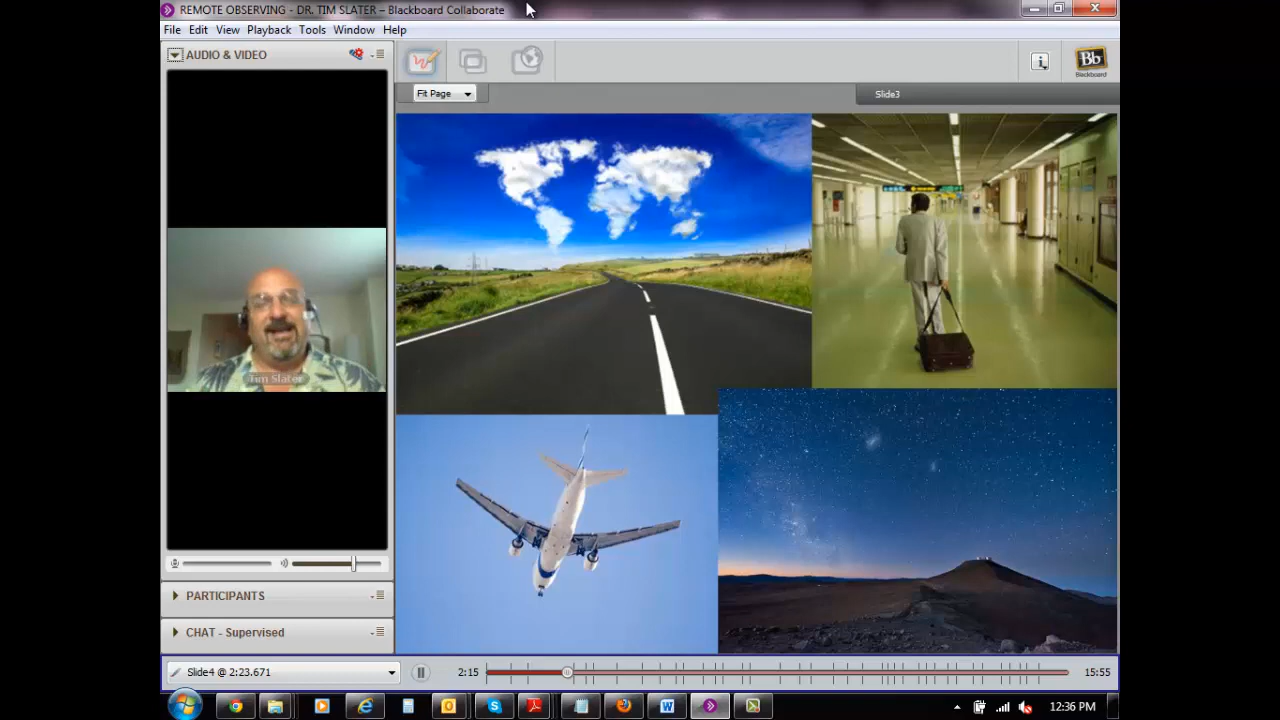 REMOTE OBSERVING - DR. TIM SLATER – Blackboard Collaborate
File Edit View Playback Tools Window Help
AUDIO & VIDEO
Bb
Blackboard
Fit Page
Slide3
Tim Slater
PARTICIPANTS
CHAT - Supervised
Slide4 @ 2:23.671
2:15
15:55
12:36 PM